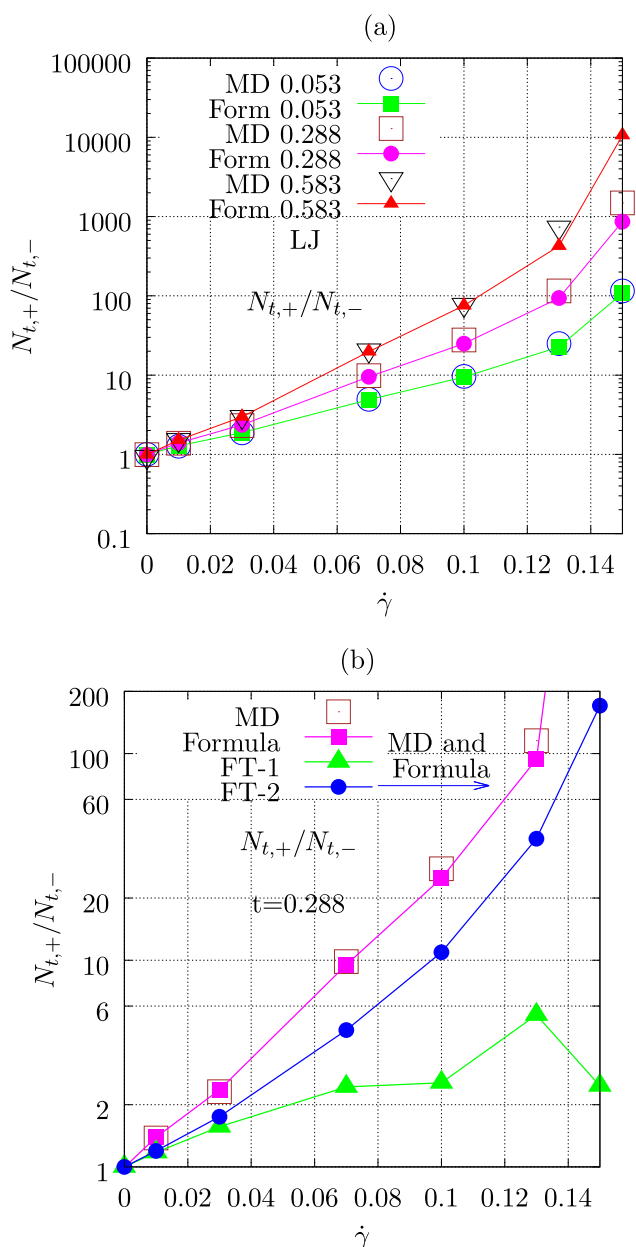 (a)
100000
10000
1000
100
10
1
0.1
N_{t,+}/N_{t,-}
MD 0.053
Form 0.053
MD 0.288
Form 0.288
MD 0.583
Form 0.583
LJ
N_{t,+}/N_{t,-}
0 0.02 0.04 0.06 0.08 0.1 0.12 0.14
γ̇
(b)
200
100
60
20
10
6
2
1
N_{t,+}/N_{t,-}
MD
Formula MD and
FT-1 Formula
FT-2
N_{t,+}/N_{t,-}
t=0.288
0 0.02 0.04 0.06 0.08 0.1 0.12 0.14
γ̇